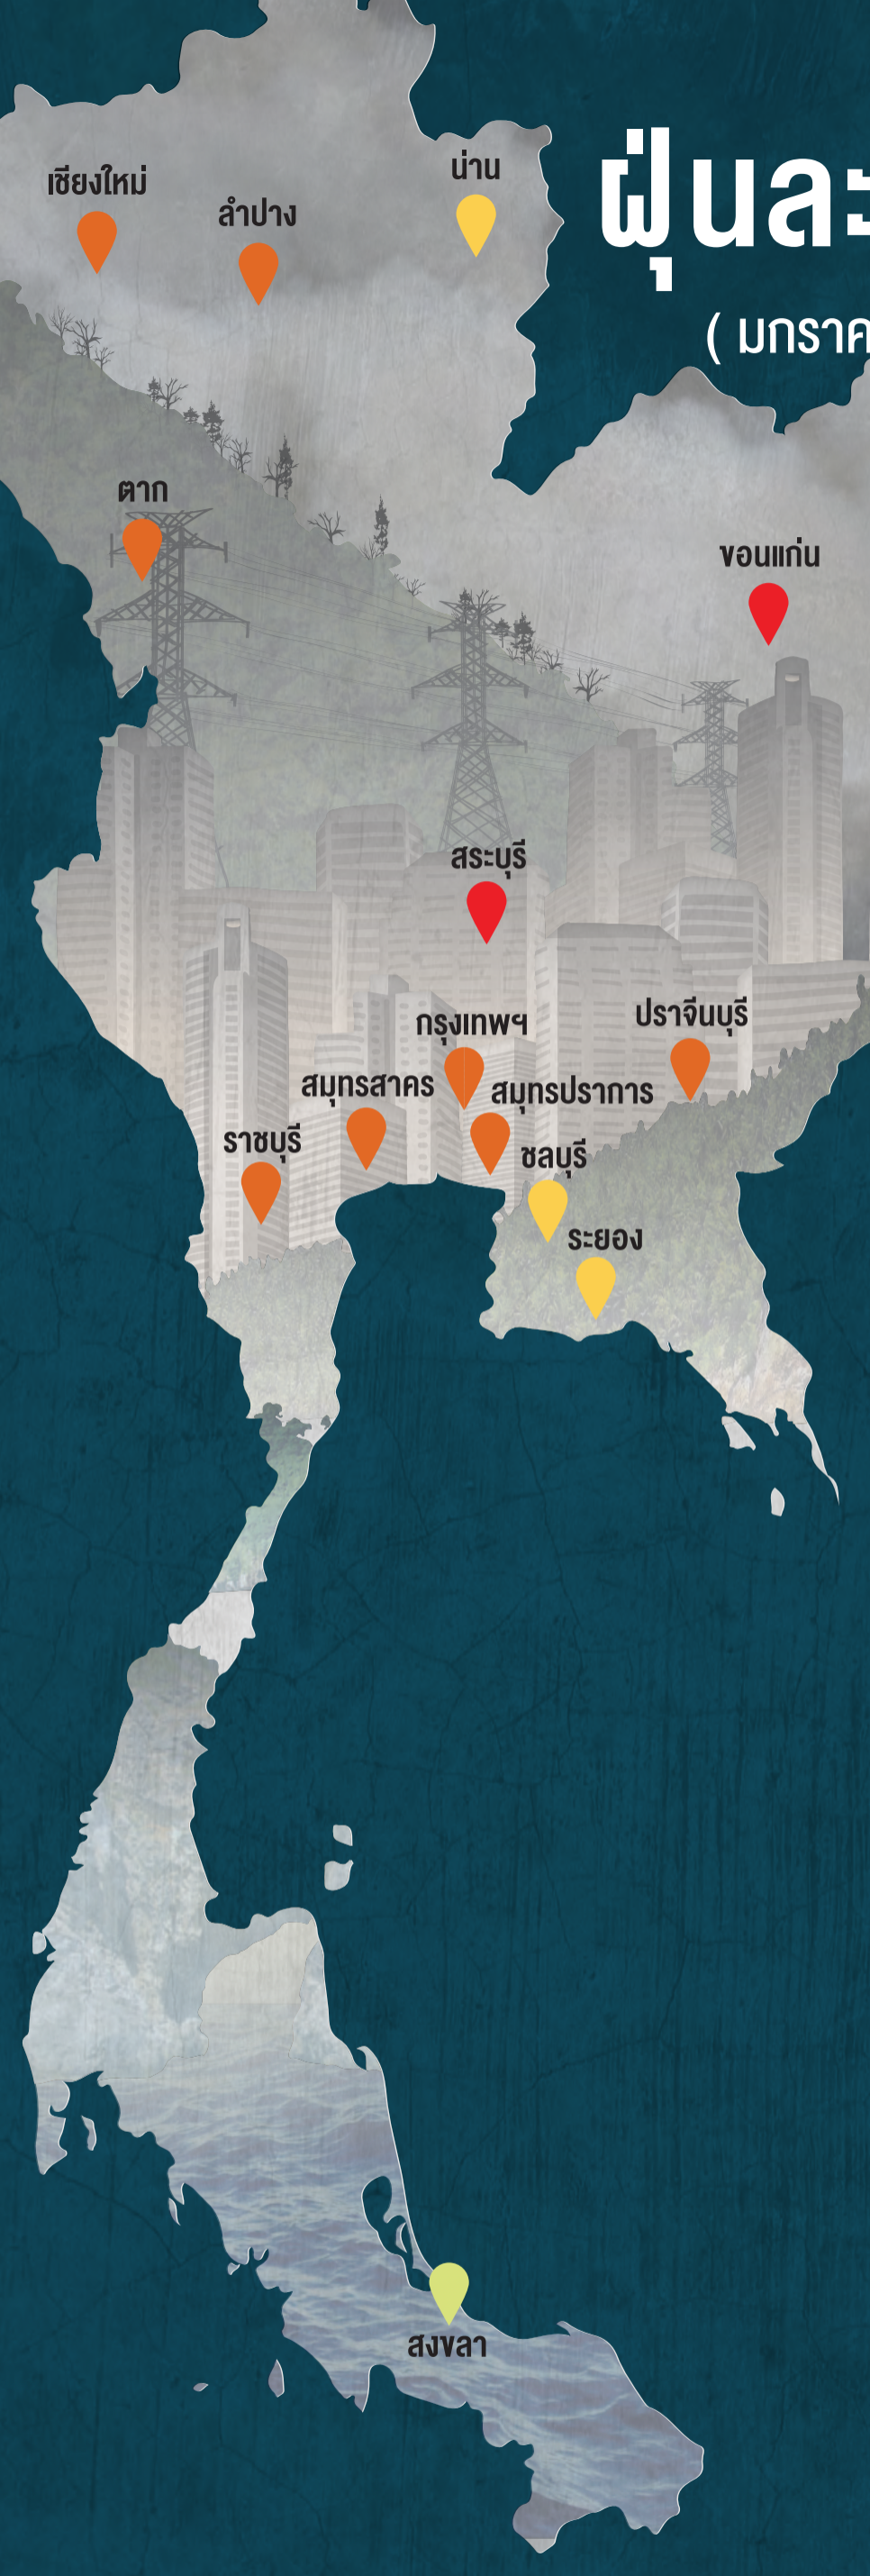 ฝุ่นละ
( มกราค
เชียงใหม่
ลำปาง
น่าน
ตาก
ขอนแก่น
สระบุรี
กรุงเทพฯ
ปราจีนบุรี
สมุทรสาคร
สมุทรปราการ
ราชบุรี
ชลบุรี
ระยอง
สงขลา